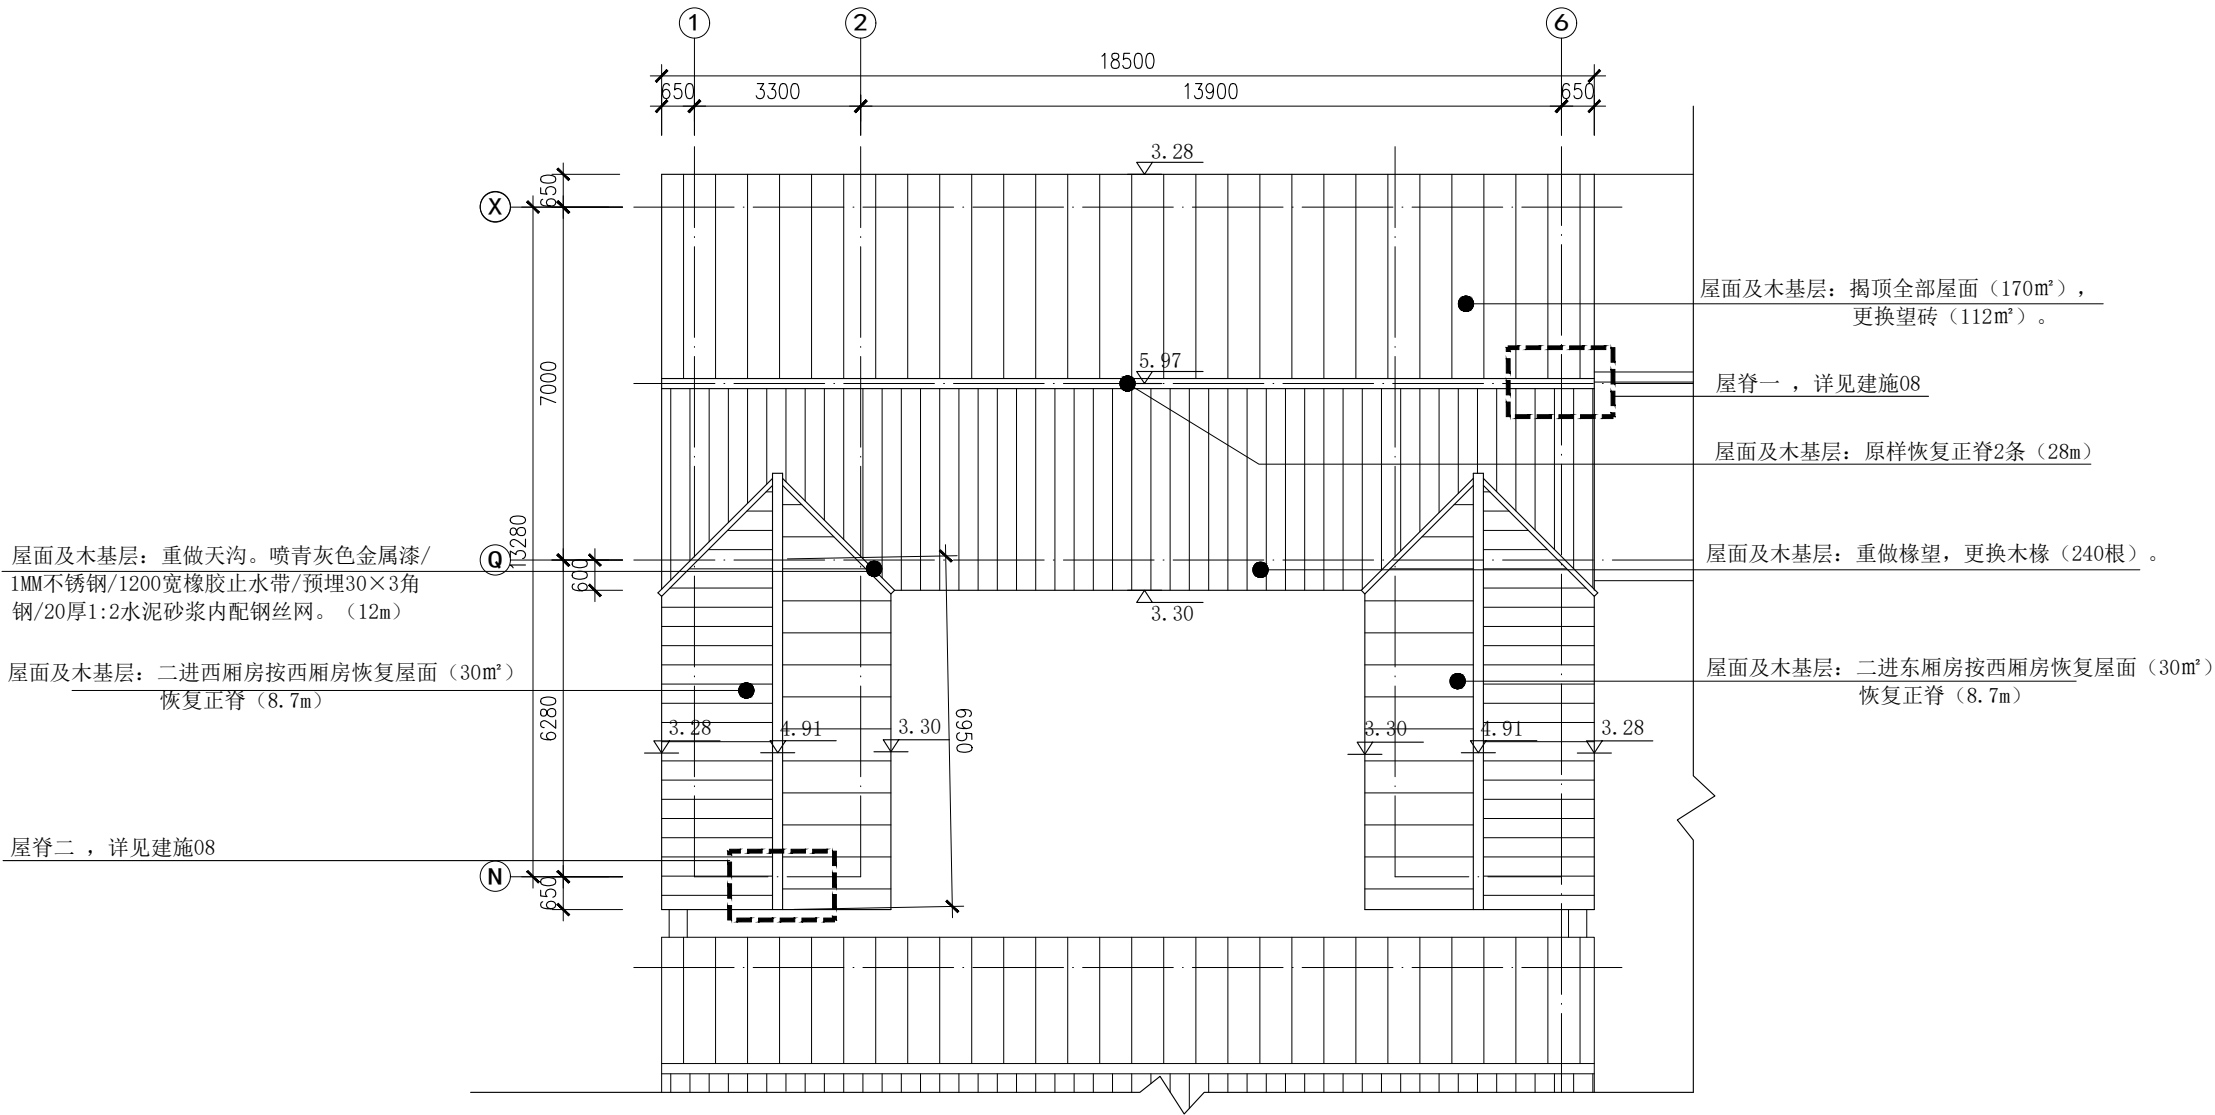 ① ② ⑥
18500
650 3300 13900 650
3.28
650
X
屋面及木基层：揭顶全部屋面（170㎡），
更换望砖（112㎡）。
5.97
7000
屋脊一 ，详见建施08
屋面及木基层：原样恢复正脊2条（28m）
13280
屋面及木基层：重做天沟。喷青灰色金属漆/
1MM不锈钢/1200宽橡胶止水带/预埋30×3角
钢/20厚1:2水泥砂浆内配钢丝网。（12m）
Q
600
屋面及木基层：重做椽望，更换木椽（240根）。
3.30
屋面及木基层：二进西厢房按西厢房恢复屋面（30㎡）
恢复正脊（8.7m）
屋面及木基层：二进东厢房按西厢房恢复屋面（30㎡）
恢复正脊（8.7m）
6280
3.28 4.91 3.30
6950
3.30 4.91 3.28
屋脊二 ，详见建施08
N
650